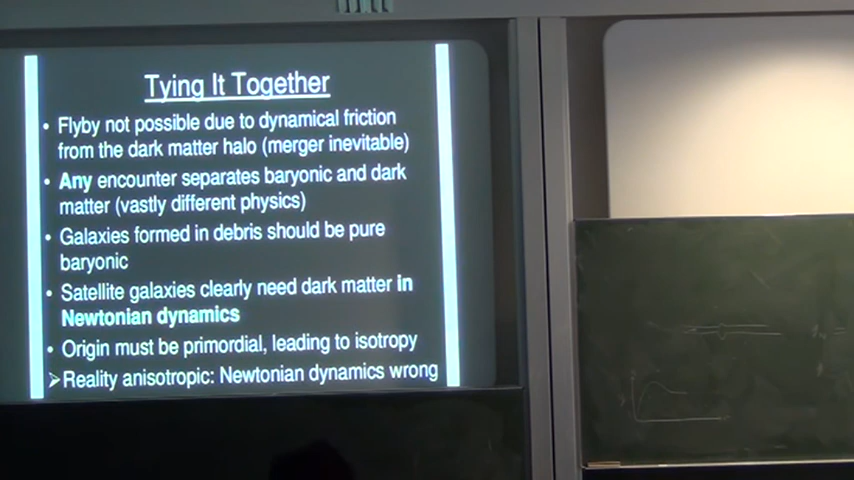 Tying It Together
• Flyby not possible due to dynamical friction
from the dark matter halo (merger inevitable)
• Any encounter separates baryonic and dark
matter (vastly different physics)
• Galaxies formed in debris should be pure
baryonic
• Satellite galaxies clearly need dark matter in
Newtonian dynamics
• Origin must be primordial, leading to isotropy
➢Reality anisotropic: Newtonian dynamics wrong